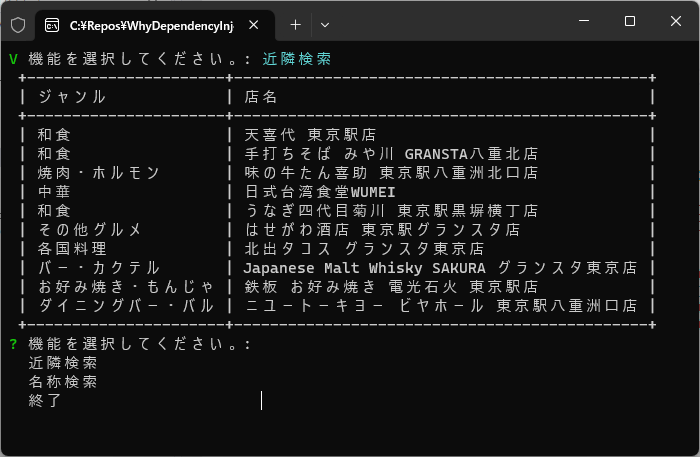 C:¥Repos¥WhyDependencyInje
V 機能を選択してください。: 近隣検索
ジャンル 店名
和食 天喜代 東京駅店
和食 手打ちそば みや川 GRANSTA八重北店
焼肉・ホルモン 味の牛たん喜助 東京駅八重洲北口店
中華 日式台湾食堂WUMEI
和食 うなぎ四代目菊川 東京駅黒塀横丁店
その他グルメ はせがわ酒店 東京駅グランスタ店
各国料理 北出タコス グランスタ東京店
バー・カクテル Japanese Malt Whisky SAKURA グランスタ東京店
お好み焼き・もんじゃ 鉄板 お好み焼き 電光石火 東京駅店
ダイニングバー・バル ニユートーキヨー ビヤホール 東京駅八重洲口店
? 機能を選択してください。:
近隣検索
名称検索
終了